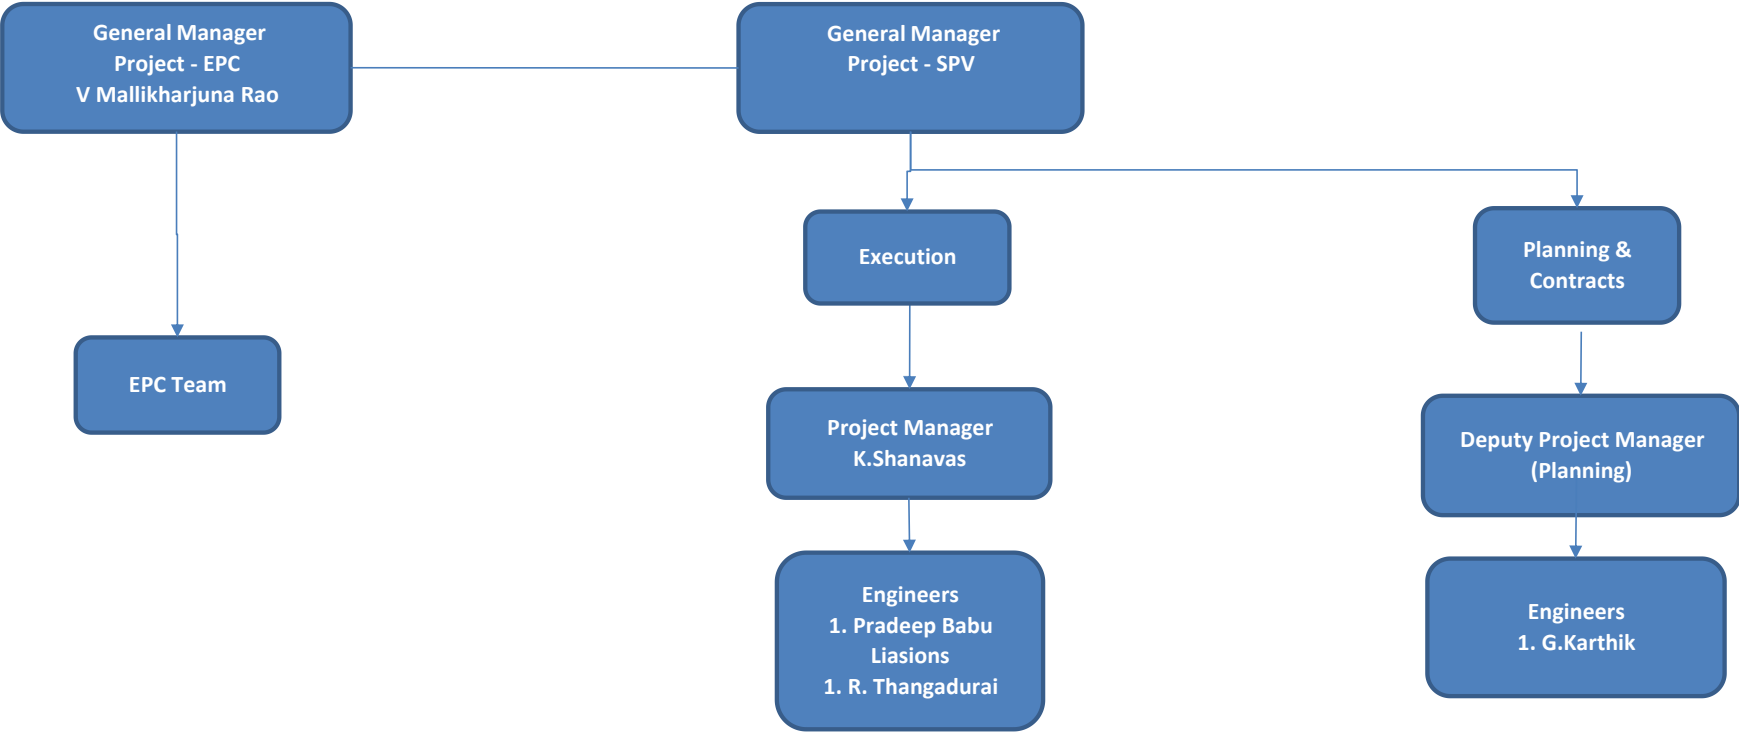 General Manager
Project - EPC
V Mallikharjuna Rao
General Manager
Project - SPV
Execution
Planning &
Contracts
EPC Team
Project Manager
K.Shanavas
Deputy Project Manager
(Planning)
Engineers
1. Pradeep Babu
Liasions
1. R. Thangadurai
Engineers
1. G.Karthik